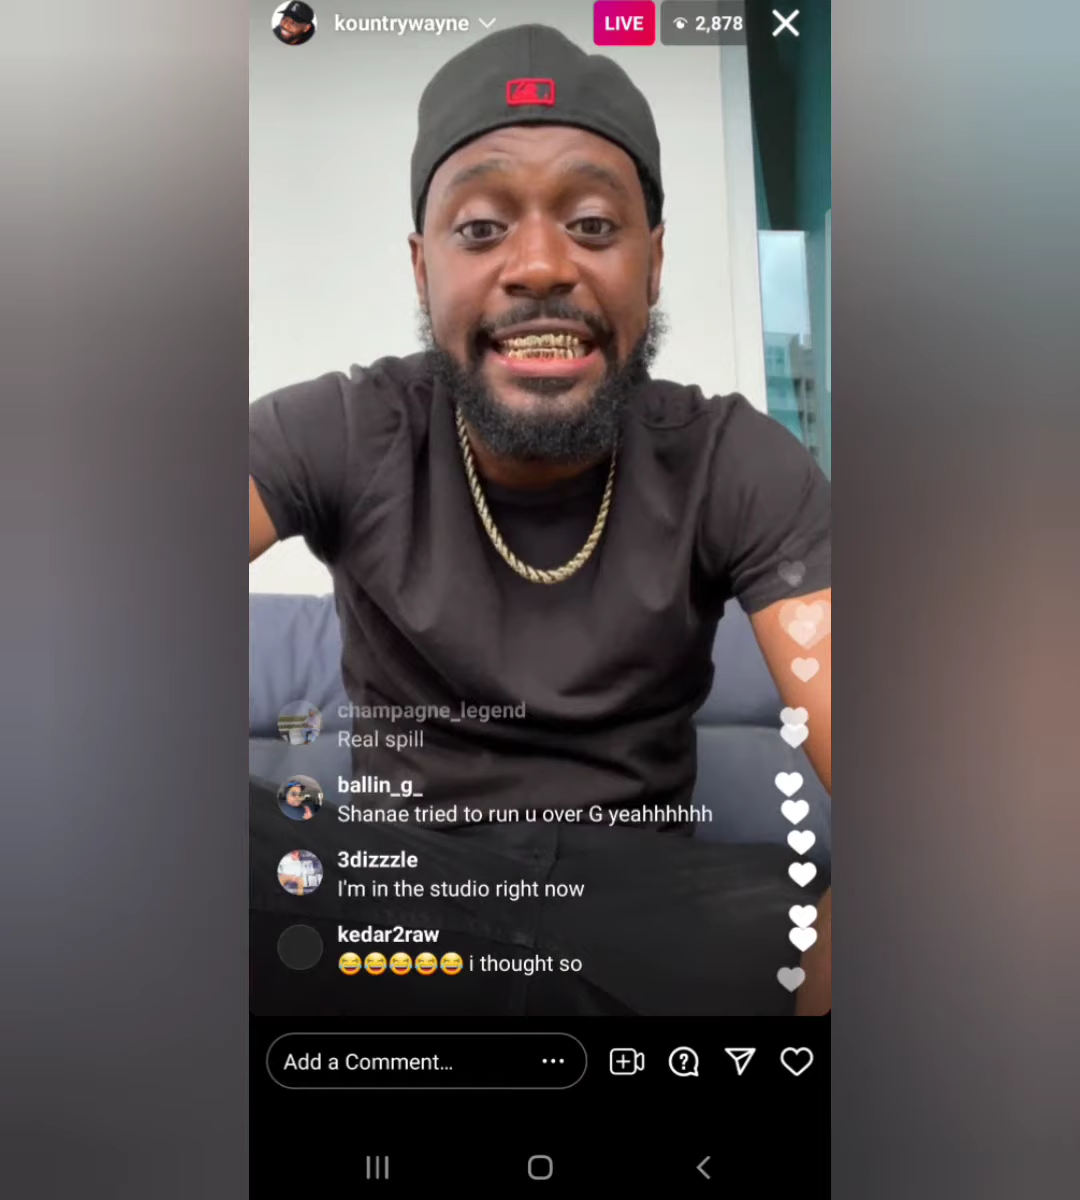 kountrywayne
LIVE
2,878
champagne_legend
Real spill
ballin_g_
Shanae tried to run u over G yeahhhhhh
3dizzzle
I'm in the studio right now
kedar2raw
😂😂😂😂😂 i thought so
Add a Comment...